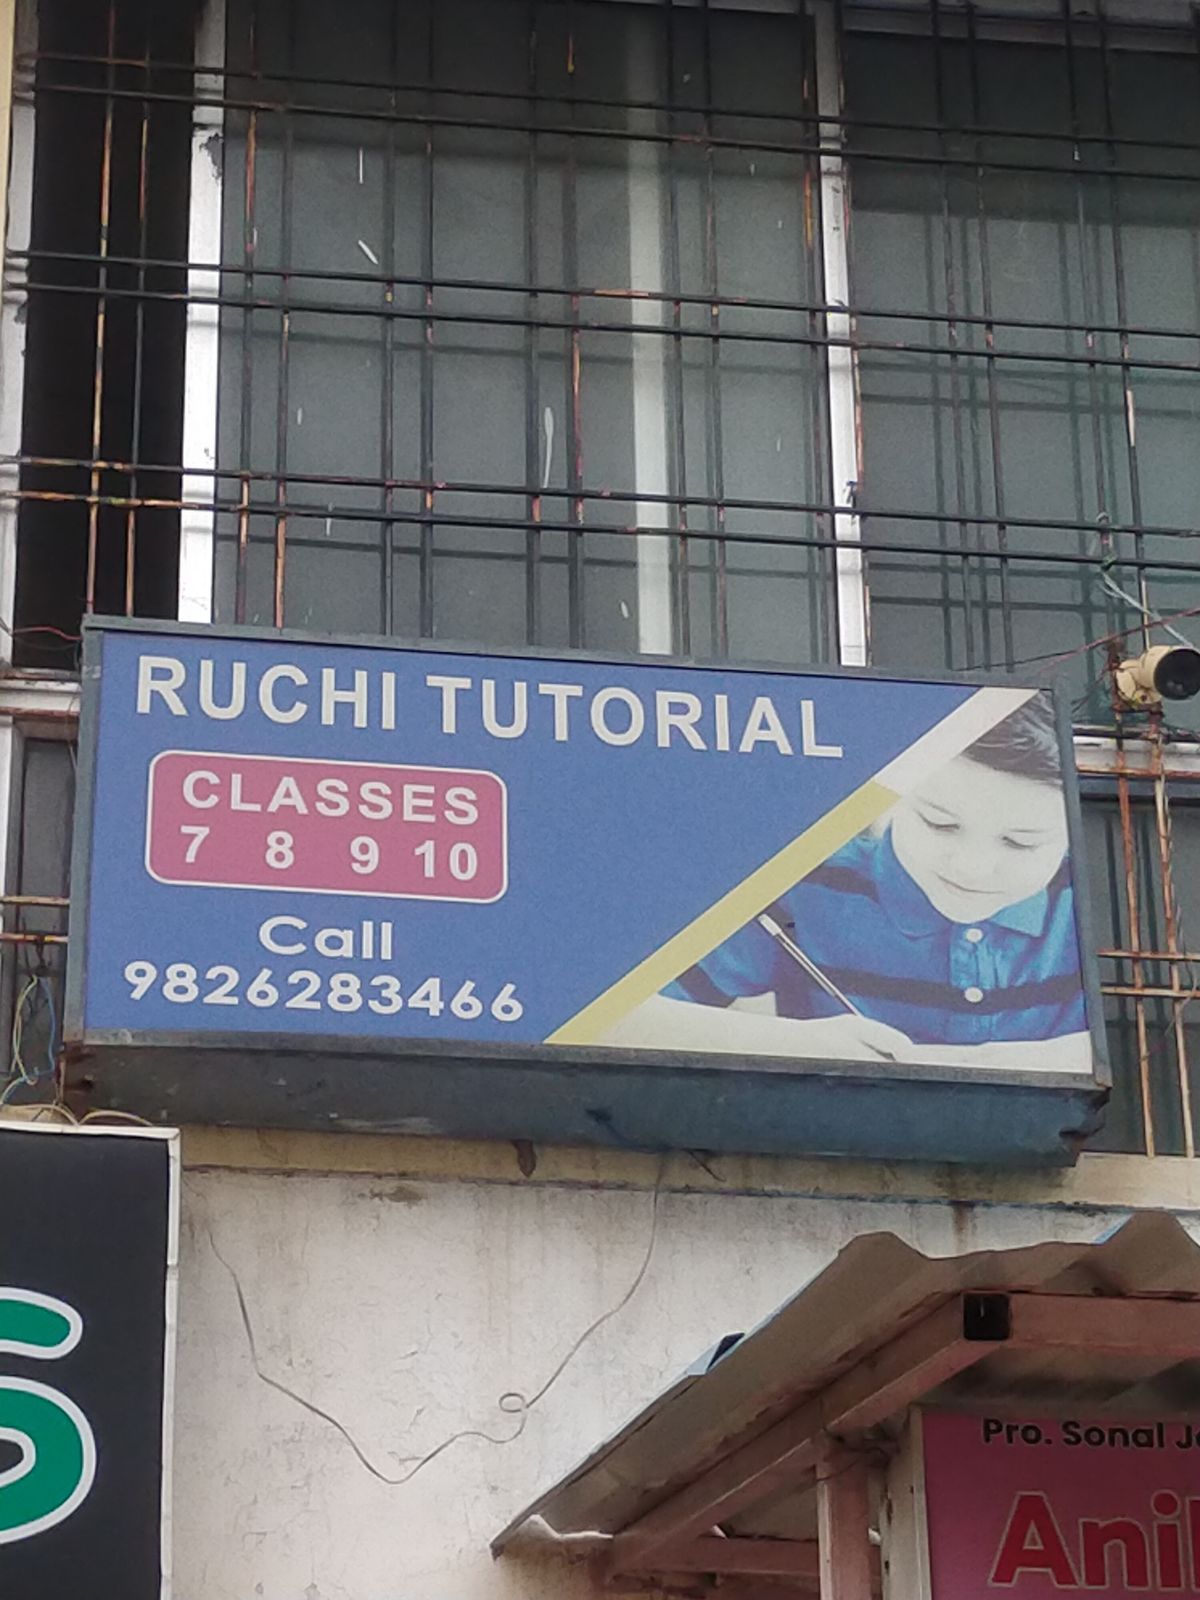 RUCHI TUTORIAL
CLASSES
7 8 9 10
Call
9826283466
Pro. Sonal